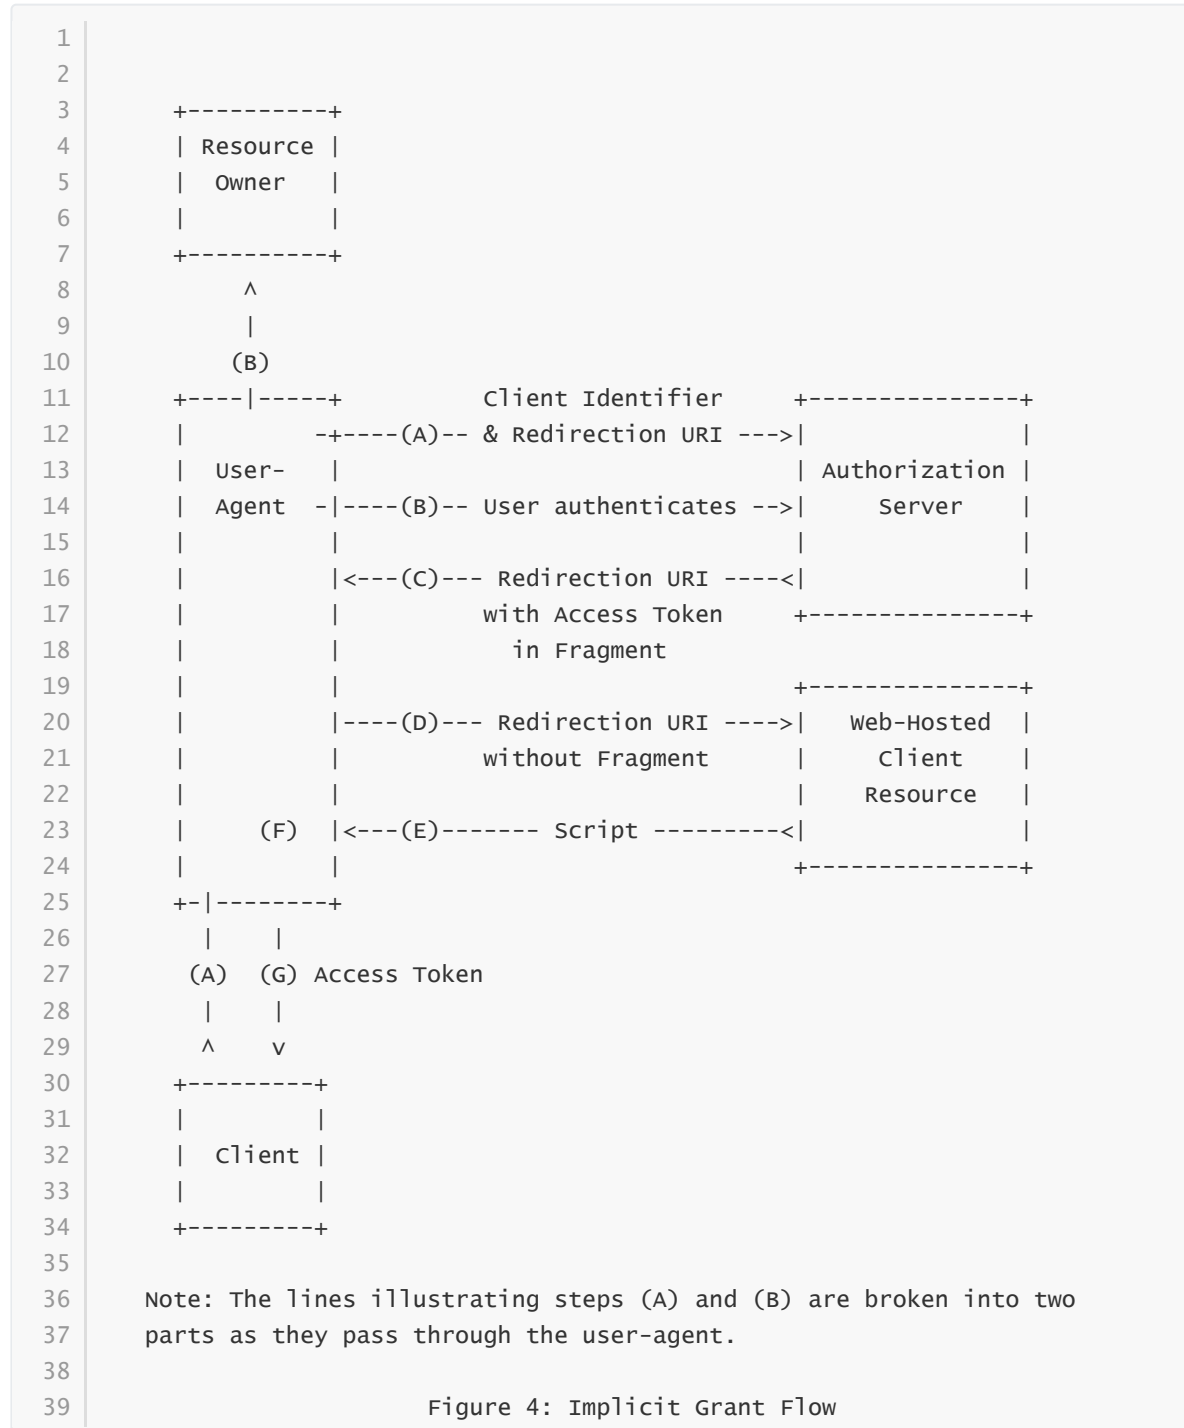 1
2
3       +----------+
4       | Resource |
5       |  Owner   |
6       |          |
7       +----------+
8            ^
9            |
10          (B)
11      +----|-----+          Client Identifier     +---------------+
12      |         -+----(A)-- & Redirection URI --->|               |
13      |  User-   |                                | Authorization |
14      |  Agent  -|----(B)-- User authenticates -->|     Server    |
15      |          |                                |               |
16      |          |<---(C)--- Redirection URI ----<|               |
17      |          |          with Access Token     +---------------+
18      |          |            in Fragment
19      |          |                                +---------------+
20      |          |----(D)--- Redirection URI ---->|   Web-Hosted  |
21      |          |          without Fragment      |     Client    |
22      |          |                                |    Resource   |
23      |     (F)  |<---(E)------- Script ---------<|               |
24      |          |                                +---------------+
25      +-|--------+
26        |    |
27       (A)  (G) Access Token
28        |    |
29        ^    v
30      +---------+
31      |         |
32      |  Client |
33      |         |
34      +---------+
35
36    Note: The lines illustrating steps (A) and (B) are broken into two
37    parts as they pass through the user-agent.
38
39                        Figure 4: Implicit Grant Flow